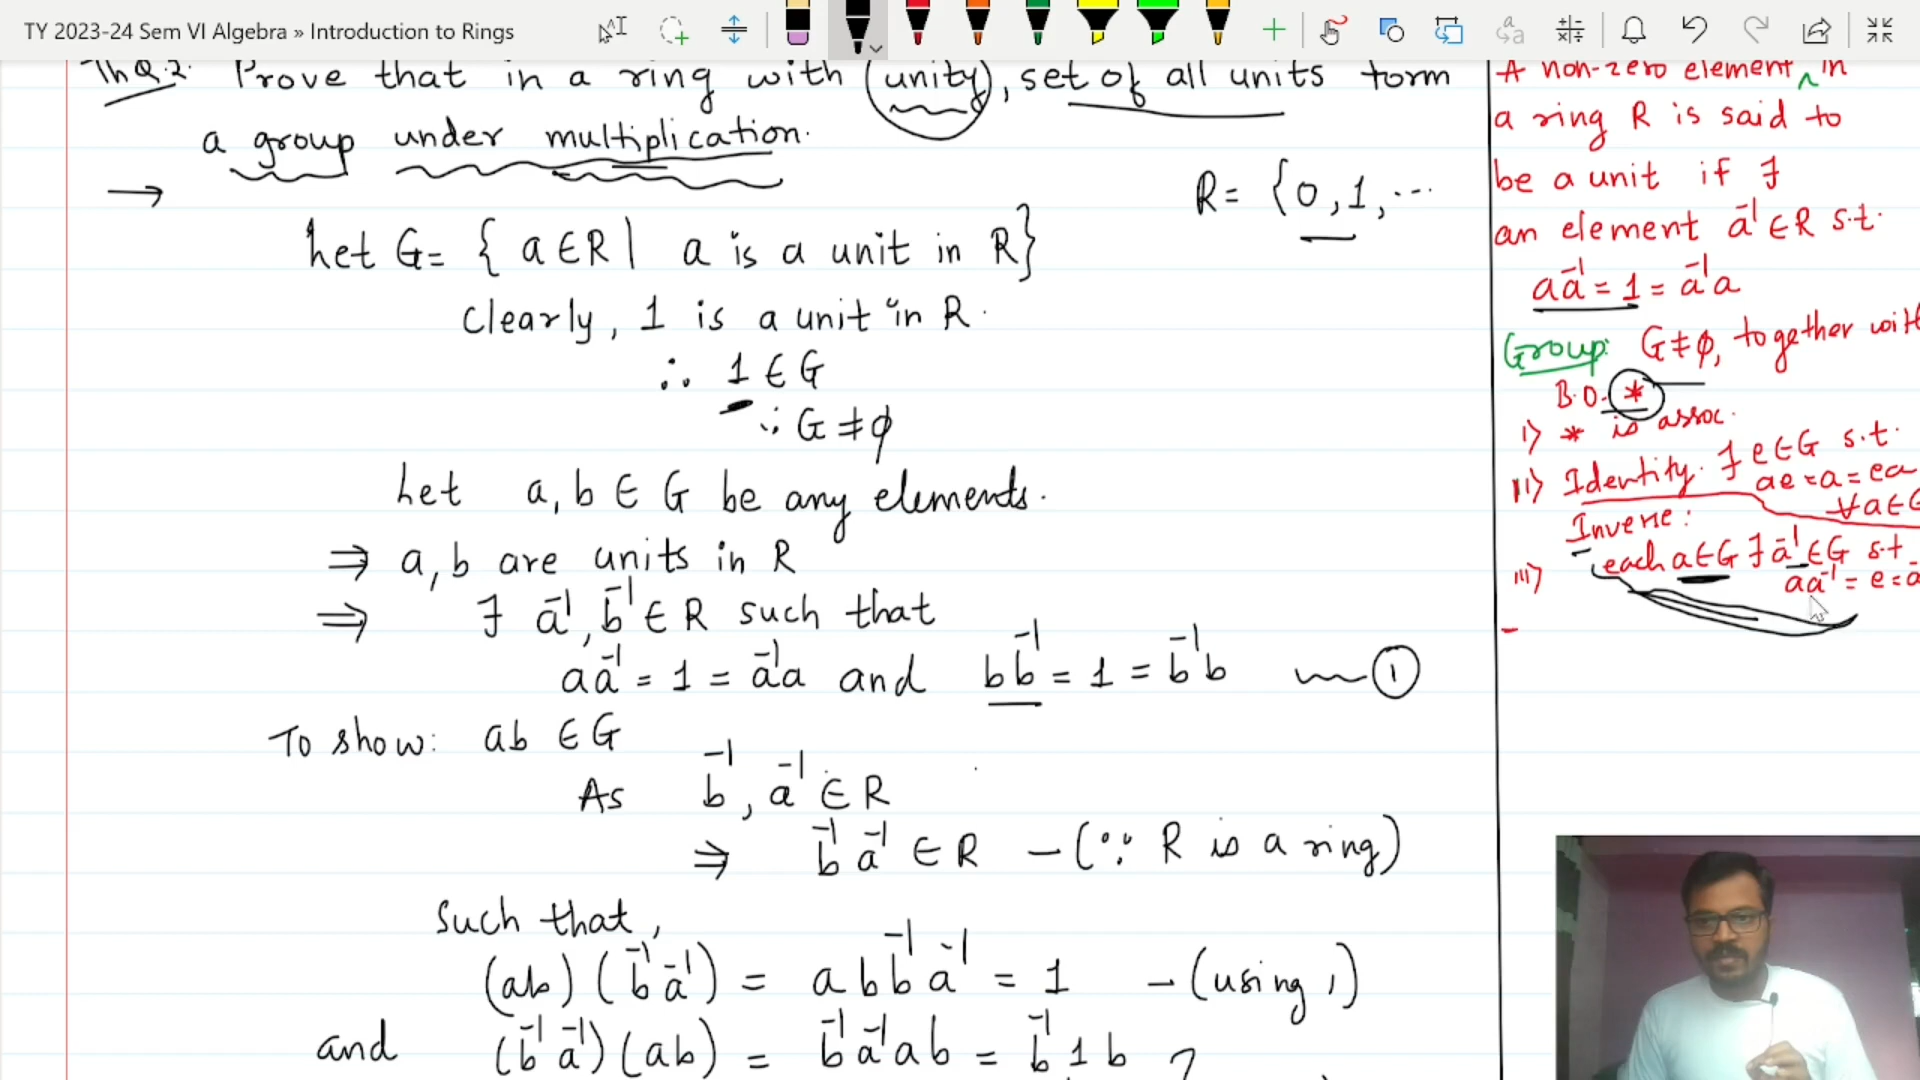 TY 2023-24 Sem VI Algebra » Introduction to Rings
Th Q.2. Prove that in a ring with (unity), set of all units form
a group under multiplication.
→
R= {0,1,...
Let G= { a∈R | a is a unit in R}
Clearly, 1 is a unit in R.
∴ 1 ∈ G
∴ G ≠ ϕ
Let a, b ∈ G be any elements.
⇒ a, b are units in R
⇒ ∃ a⁻¹, b⁻¹ ∈ R such that
aa⁻¹ = 1 = a⁻¹a and bb⁻¹ = 1 = b⁻¹b ①
To show: ab ∈ G
As b⁻¹, a⁻¹ ∈ R
⇒ b⁻¹a⁻¹ ∈ R – (∵ R is a ring)
such that,
(ab)(b⁻¹a⁻¹) = abb⁻¹a⁻¹ = 1 – (using 1)
and (b⁻¹a⁻¹)(ab) = b⁻¹a⁻¹ab = b⁻¹1b
A non-zero element in
a ring R is said to
be a unit if ∃
an element a⁻¹ ∈ R s.t.
aa⁻¹ = 1 = a⁻¹a
Group: G≠ϕ, together with
B.O. *
i) * is assoc.
ii) Identity. ∃ e∈G s.t.
ae = a = ea
∀a∈G
Inverse:
iii) each a∈G ∃ a⁻¹∈G s.t
aa⁻¹ = e = a